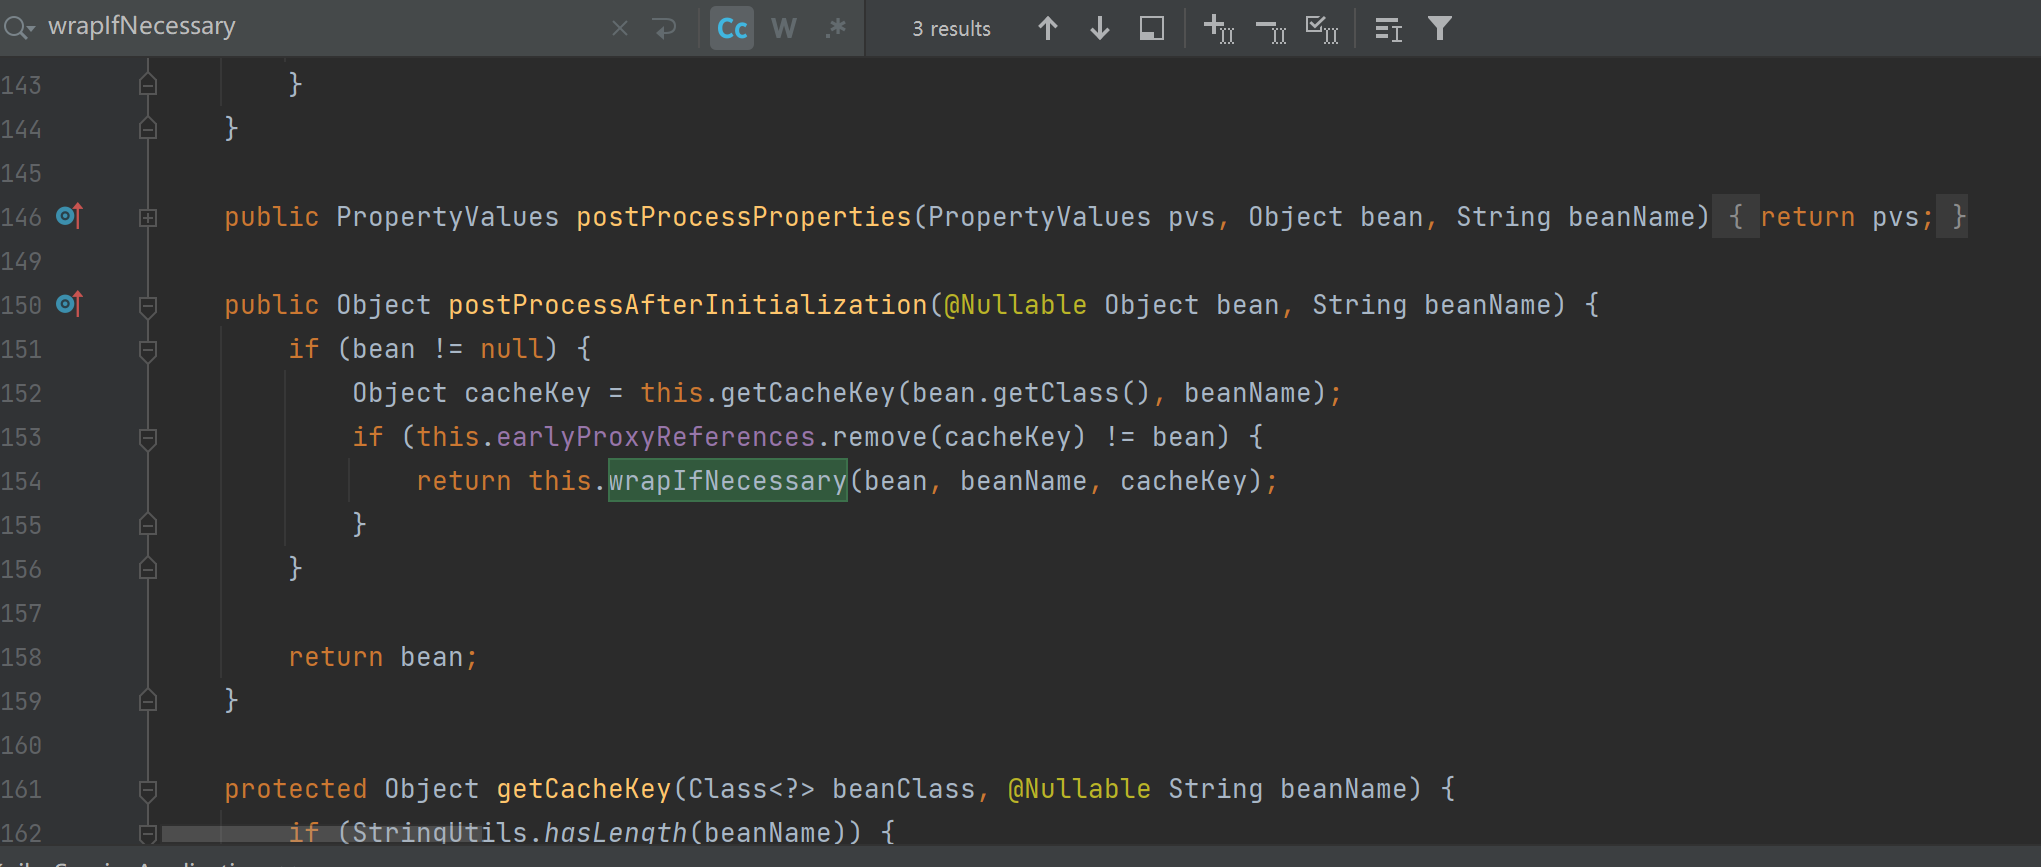 wrapIfNecessary Cc W .* 3 results
143 }
144 }
145
146 public PropertyValues postProcessProperties(PropertyValues pvs, Object bean, String beanName) { return pvs; }
149
150 public Object postProcessAfterInitialization(@Nullable Object bean, String beanName) {
151 if (bean != null) {
152 Object cacheKey = this.getCacheKey(bean.getClass(), beanName);
153 if (this.earlyProxyReferences.remove(cacheKey) != bean) {
154 return this.wrapIfNecessary(bean, beanName, cacheKey);
155 }
156 }
157
158 return bean;
159 }
160
161 protected Object getCacheKey(Class<?> beanClass, @Nullable String beanName) {
162 if (StringUtils.hasLength(beanName)) {